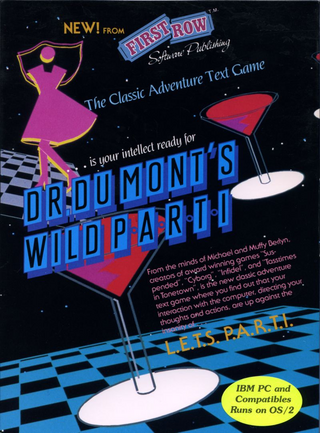 NEW! FROM
FIRST
ROW
T.M.
Software Publishing
The Classic Adventure Text Game
... is your intellect ready for
DR. DUMONT'S
WILD P.A.R.T.I
From the minds of Michael and Muffy Berlyn,
creators of award winning games "Sus-
pended", "Cyborg", "Infidel", and "Tasstimes
in Tonetown", is the new classic adventure
text game where you find out that your
interaction with the computer, directing your
thoughts and actions, are up against the
insanity of...
L.E.T.S. P.A.R.T.I.
IBM PC and
Compatibles
Runs on OS/2